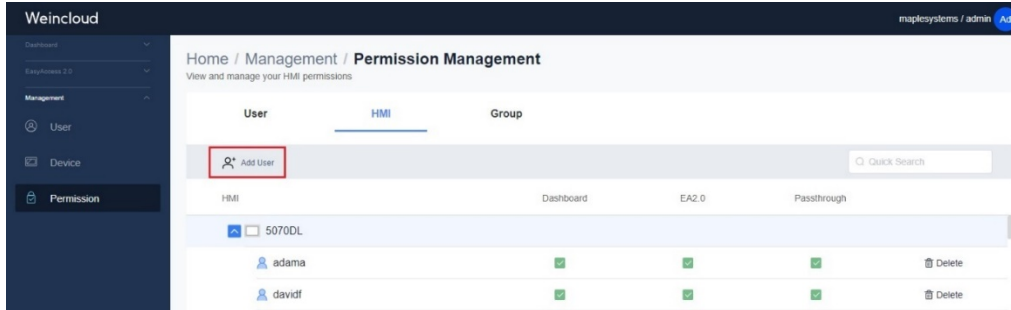 Weincloud
maplesystems / admin Ad
Dashboard
EasyAccess 2.0
Management
User
Device
Permission
Home / Management / Permission Management
View and manage your HMI permissions
User HMI Group
Add User
Quick Search
HMI Dashboard EA2.0 Passthrough
5070DL
adama Delete
davidf Delete